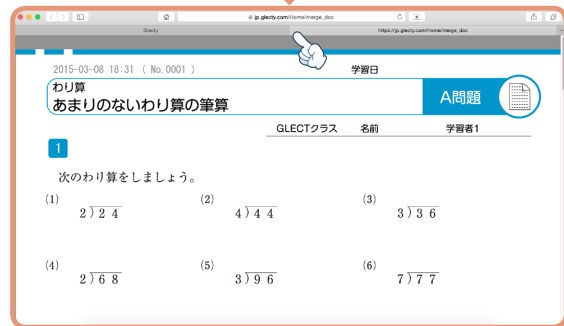 jp.glecty.com/Home/merge_doc
Glecty
https://jp.glecty.com/Home/merge_doc
2015-03-08 18:31 ( No.0001 )
学習日
わり算
あまりのないわり算の筆算
A問題
GLECTクラス 名前 学習者1
1
次のわり算をしましょう。
(1) 2)24 (2) 4)44 (3) 3)36
(4) 2)68 (5) 3)96 (6) 7)77